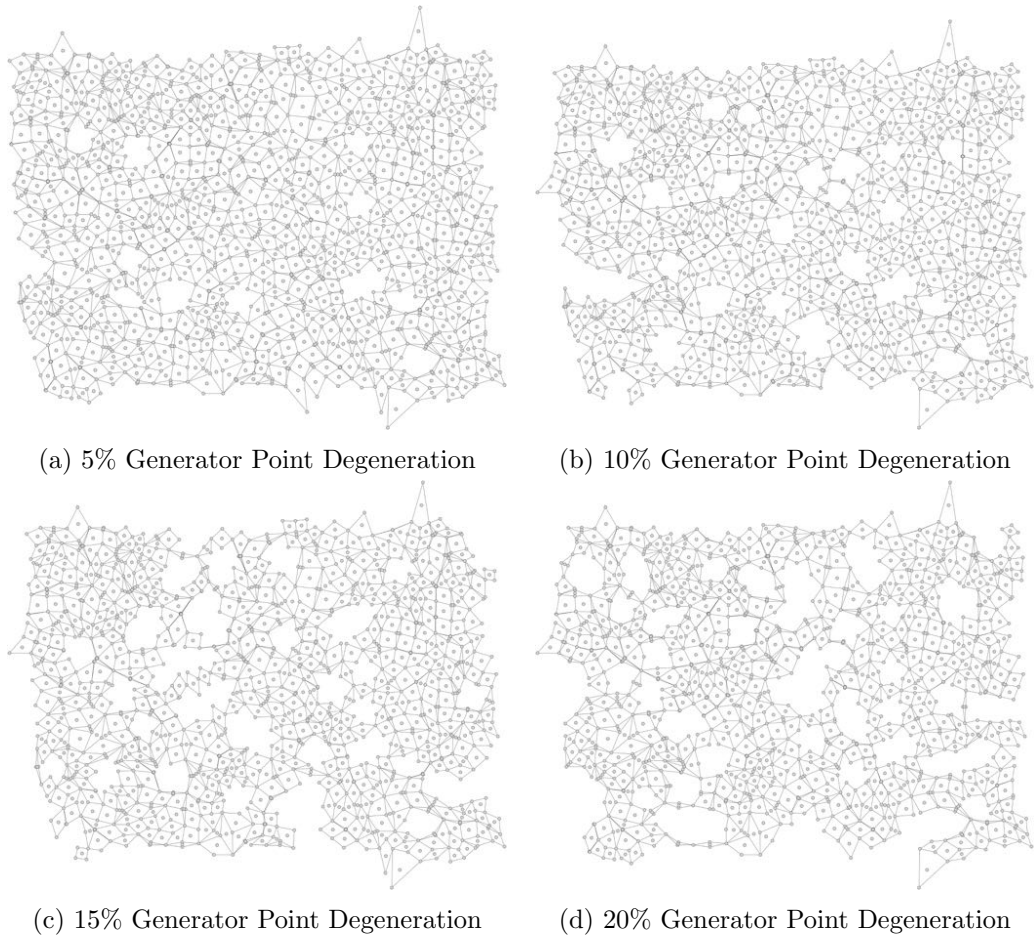 (a) 5% Generator Point Degeneration
(b) 10% Generator Point Degeneration
(c) 15% Generator Point Degeneration
(d) 20% Generator Point Degeneration